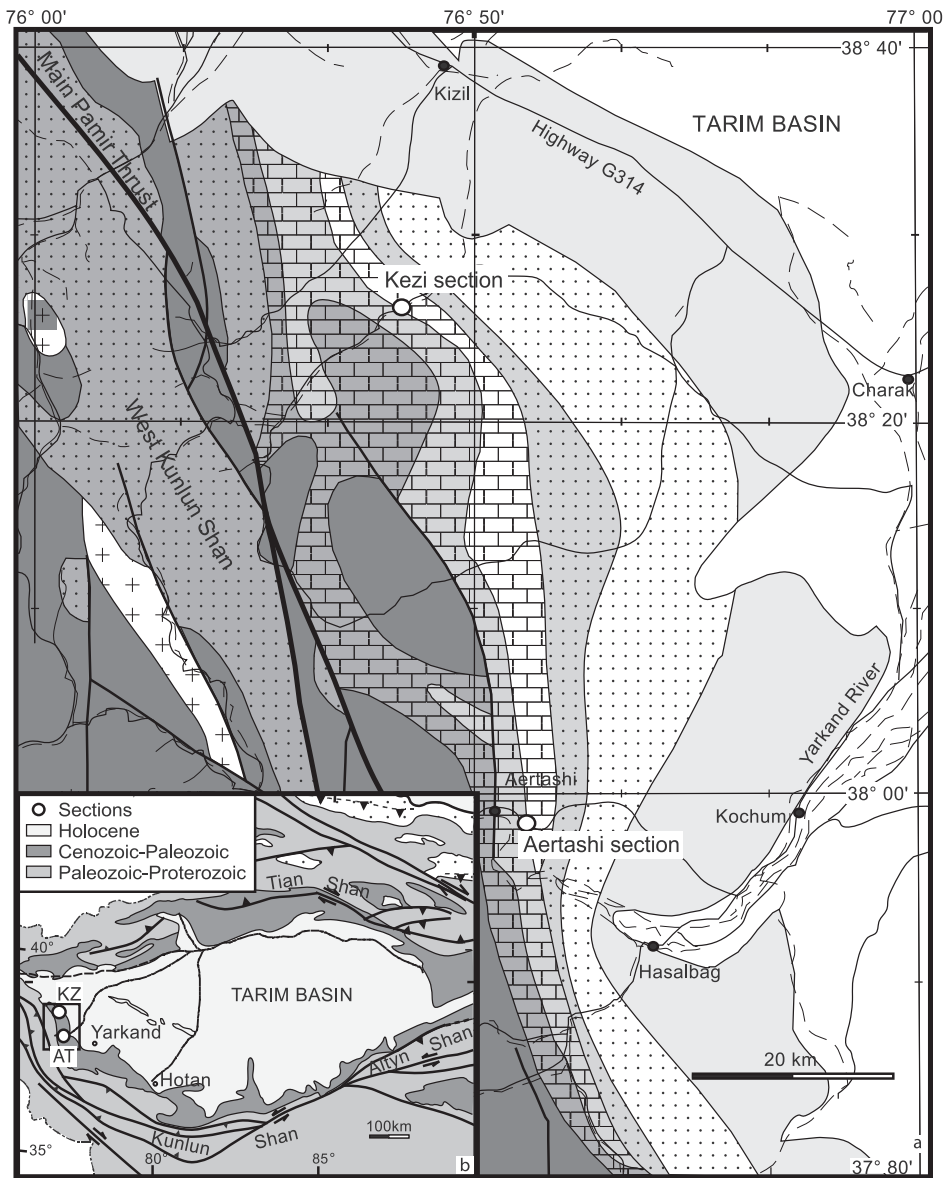 76° 00'
76° 50'
77° 00
38° 40'
Kizil
Main Pamir Thrust
Highway G314
TARIM BASIN
Kezi section
Charak
38° 20'
West Kunlun Shan
Yarkand River
Aertashi
38° 00'
Kochum
Aertashi section
Hasalbag
20 km
a
37° 80'
Sections
Holocene
Cenozoic-Paleozoic
Paleozoic-Proterozoic
Tian Shan
40°
KZ
TARIM BASIN
Yarkand
AT
Hotan
Altyn Shan
Kunlun Shan
100km
35°
80°
85°
b